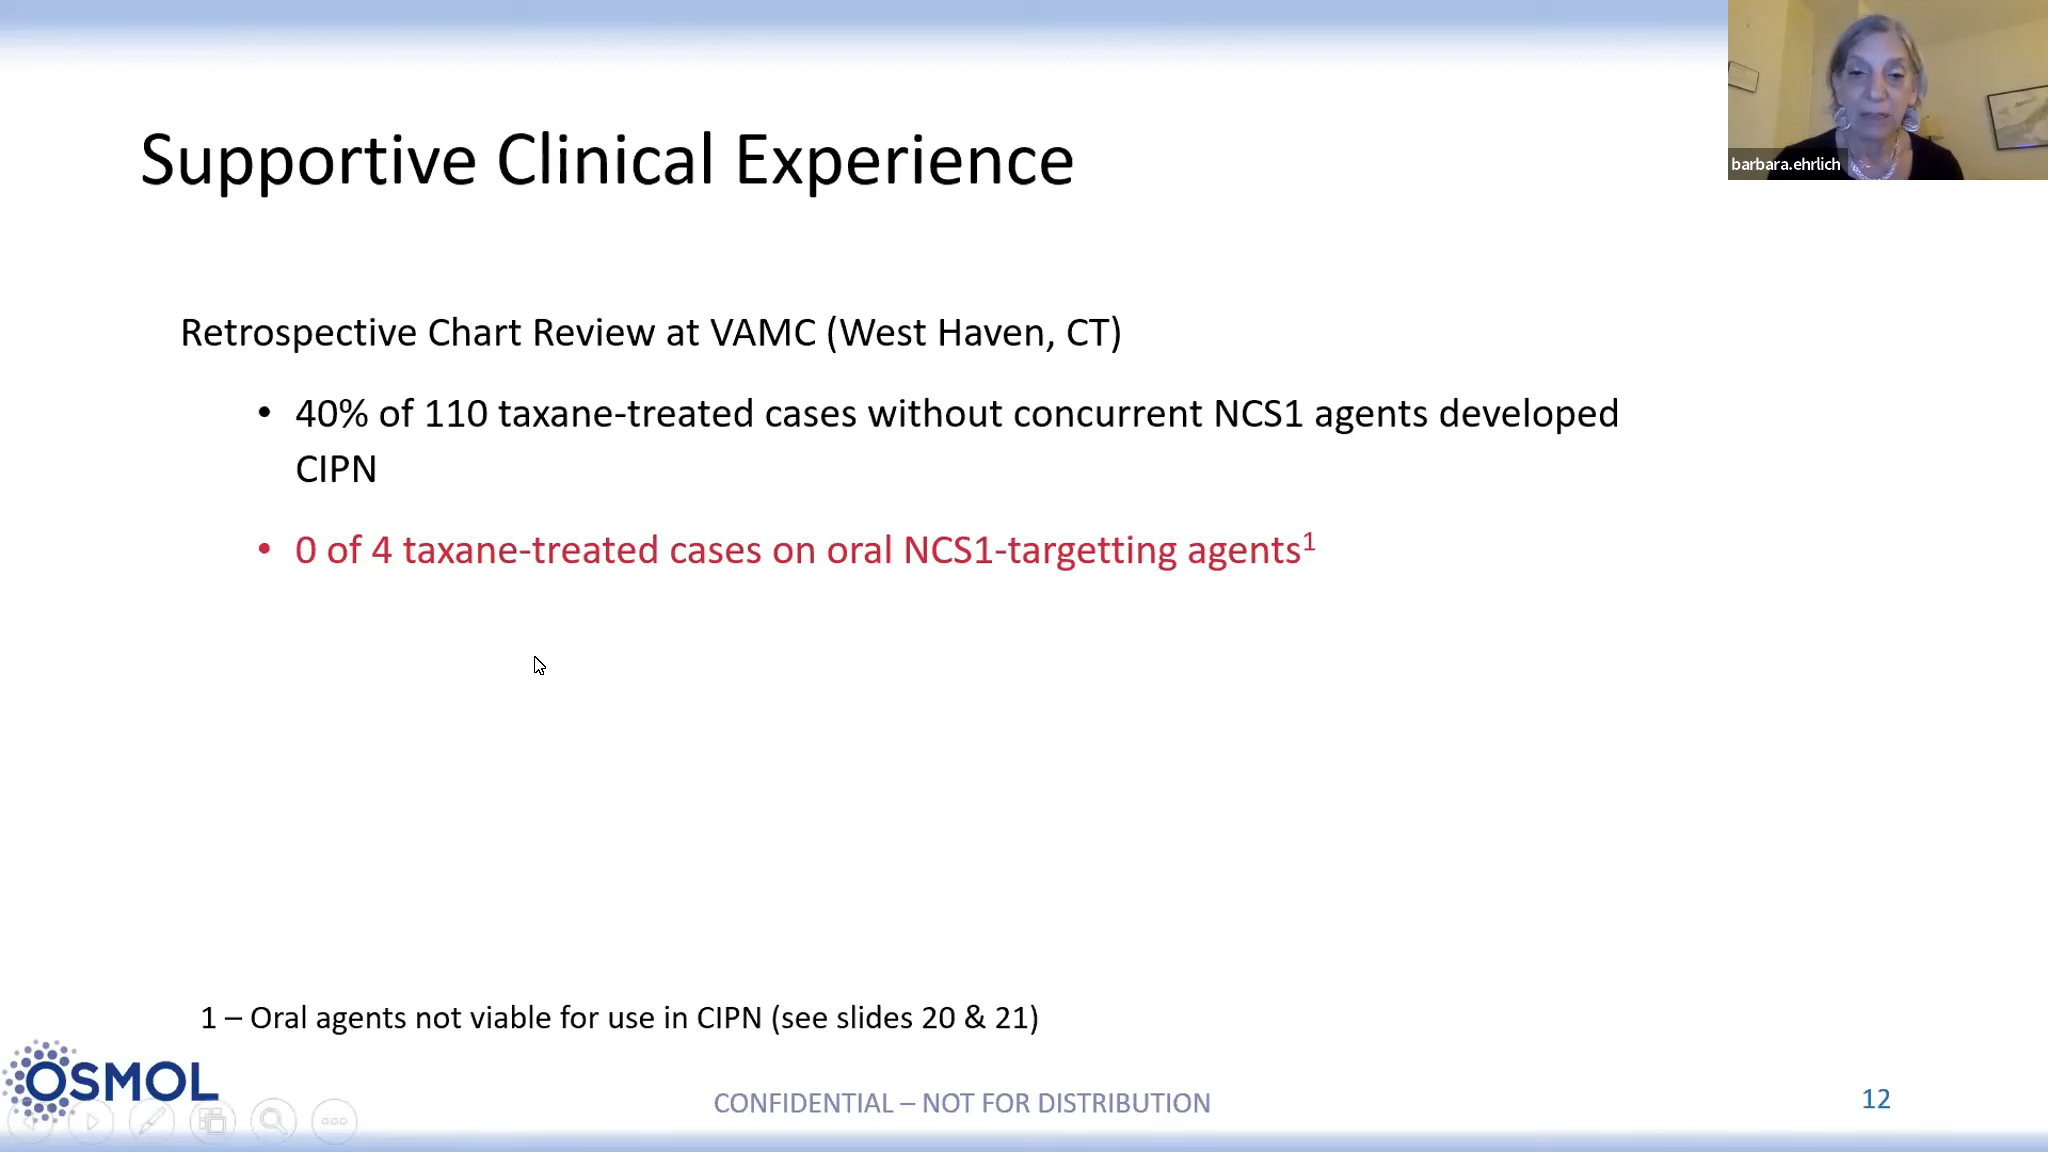 Supportive Clinical Experience
barbara.ehrlich
Retrospective Chart Review at VAMC (West Haven, CT)
• 40% of 110 taxane-treated cases without concurrent NCS1 agents developed
CIPN
• 0 of 4 taxane-treated cases on oral NCS1-targetting agents¹
1 – Oral agents not viable for use in CIPN (see slides 20 & 21)
OSMOL
CONFIDENTIAL – NOT FOR DISTRIBUTION
12